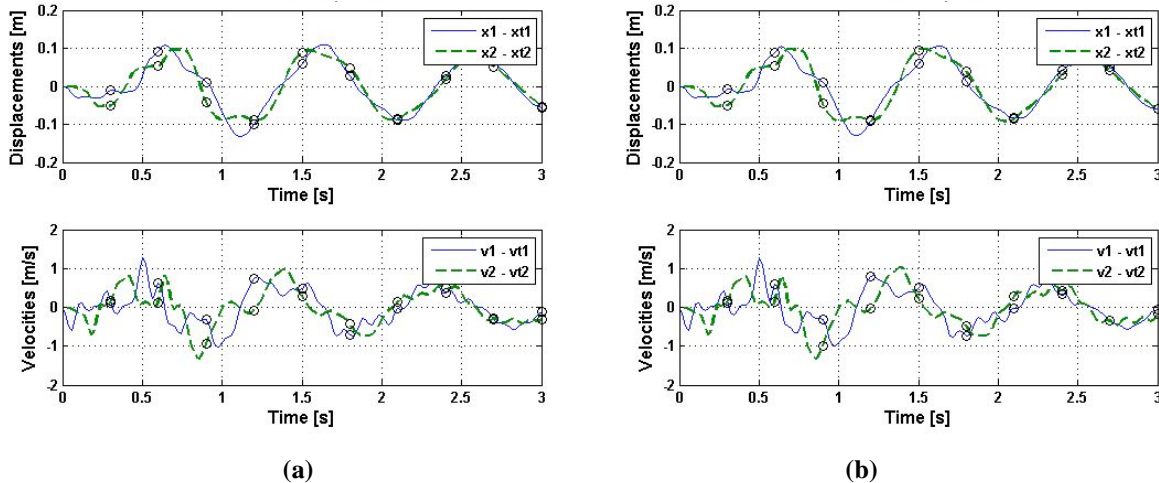 0.2
0.1
0
-0.1
-0.2
Displacements [m]
x1 - xt1
x2 - xt2
0 0.5 1 1.5 2 2.5 3
Time [s]
2
1
0
-1
-2
Velocities [m/s]
v1 - vt1
v2 - vt2
0 0.5 1 1.5 2 2.5 3
Time [s]
(a)
0.2
0.1
0
-0.1
-0.2
Displacements [m]
x1 - xt1
x2 - xt2
0 0.5 1 1.5 2 2.5 3
Time [s]
2
1
0
-1
-2
Velocities [m/s]
v1 - vt1
v2 - vt2
0 0.5 1 1.5 2 2.5 3
Time [s]
(b)